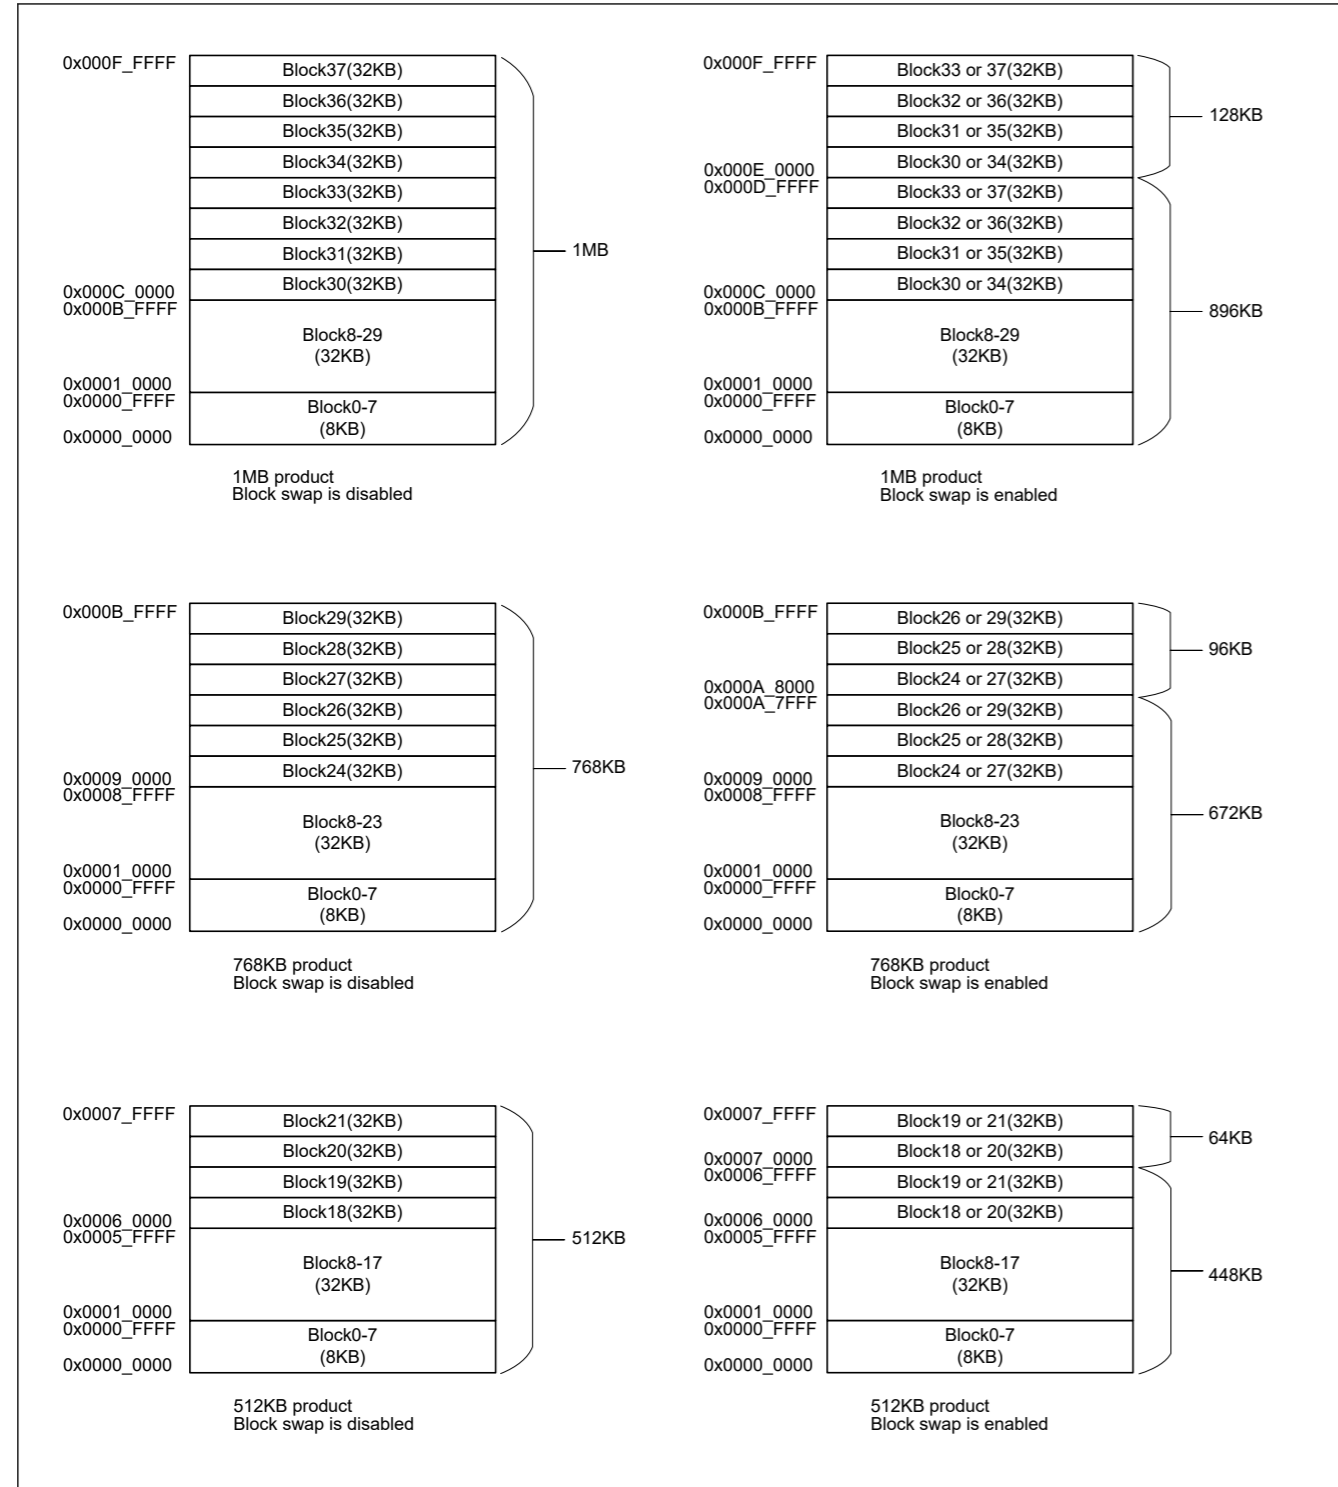 0x000F_FFFF
Block37(32KB)
Block36(32KB)
Block35(32KB)
Block34(32KB)
Block33(32KB)
Block32(32KB)
Block31(32KB)
Block30(32KB)
0x000C_0000
0x000B_FFFF
Block8-29
(32KB)
0x0001_0000
0x0000_FFFF
Block0-7
(8KB)
0x0000_0000
1MB
1MB product
Block swap is disabled
0x000F_FFFF
Block33 or 37(32KB)
Block32 or 36(32KB)
Block31 or 35(32KB)
Block30 or 34(32KB)
128KB
0x000E_0000
0x000D_FFFF
Block33 or 37(32KB)
Block32 or 36(32KB)
Block31 or 35(32KB)
Block30 or 34(32KB)
0x000C_0000
0x000B_FFFF
896KB
Block8-29
(32KB)
0x0001_0000
0x0000_FFFF
Block0-7
(8KB)
0x0000_0000
1MB product
Block swap is enabled
0x000B_FFFF
Block29(32KB)
Block28(32KB)
Block27(32KB)
Block26(32KB)
Block25(32KB)
Block24(32KB)
768KB
0x0009_0000
0x0008_FFFF
Block8-23
(32KB)
0x0001_0000
0x0000_FFFF
Block0-7
(8KB)
0x0000_0000
768KB product
Block swap is disabled
0x000B_FFFF
Block26 or 29(32KB)
Block25 or 28(32KB)
Block24 or 27(32KB)
96KB
0x000A_8000
0x000A_7FFF
Block26 or 29(32KB)
Block25 or 28(32KB)
Block24 or 27(32KB)
0x0009_0000
0x0008_FFFF
672KB
Block8-23
(32KB)
0x0001_0000
0x0000_FFFF
Block0-7
(8KB)
0x0000_0000
768KB product
Block swap is enabled
0x0007_FFFF
Block21(32KB)
Block20(32KB)
Block19(32KB)
Block18(32KB)
0x0006_0000
0x0005_FFFF
512KB
Block8-17
(32KB)
0x0001_0000
0x0000_FFFF
Block0-7
(8KB)
0x0000_0000
512KB product
Block swap is disabled
0x0007_FFFF
Block19 or 21(32KB)
Block18 or 20(32KB)
64KB
0x0007_0000
0x0006_FFFF
Block19 or 21(32KB)
Block18 or 20(32KB)
0x0006_0000
0x0005_FFFF
448KB
Block8-17
(32KB)
0x0001_0000
0x0000_FFFF
Block0-7
(8KB)
0x0000_0000
512KB product
Block swap is enabled